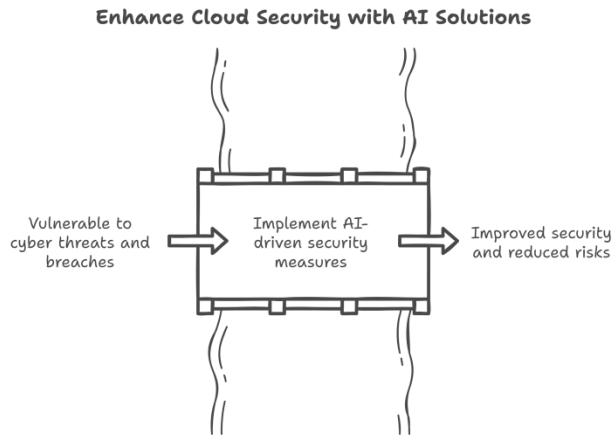 Enhance Cloud Security with AI Solutions
Vulnerable to
cyber threats and
breaches
Implement AI-
driven security
measures
Improved security
and reduced risks